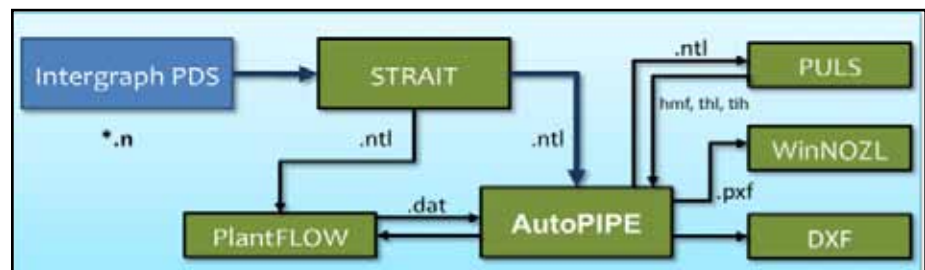 Intergraph PDS
STRAIT
.ntl
PULS
*.n
hmf, thl, tih
.ntl
.ntl
WinNOZL
.pxf
.dat
PlantFLOW
AutoPIPE
DXF